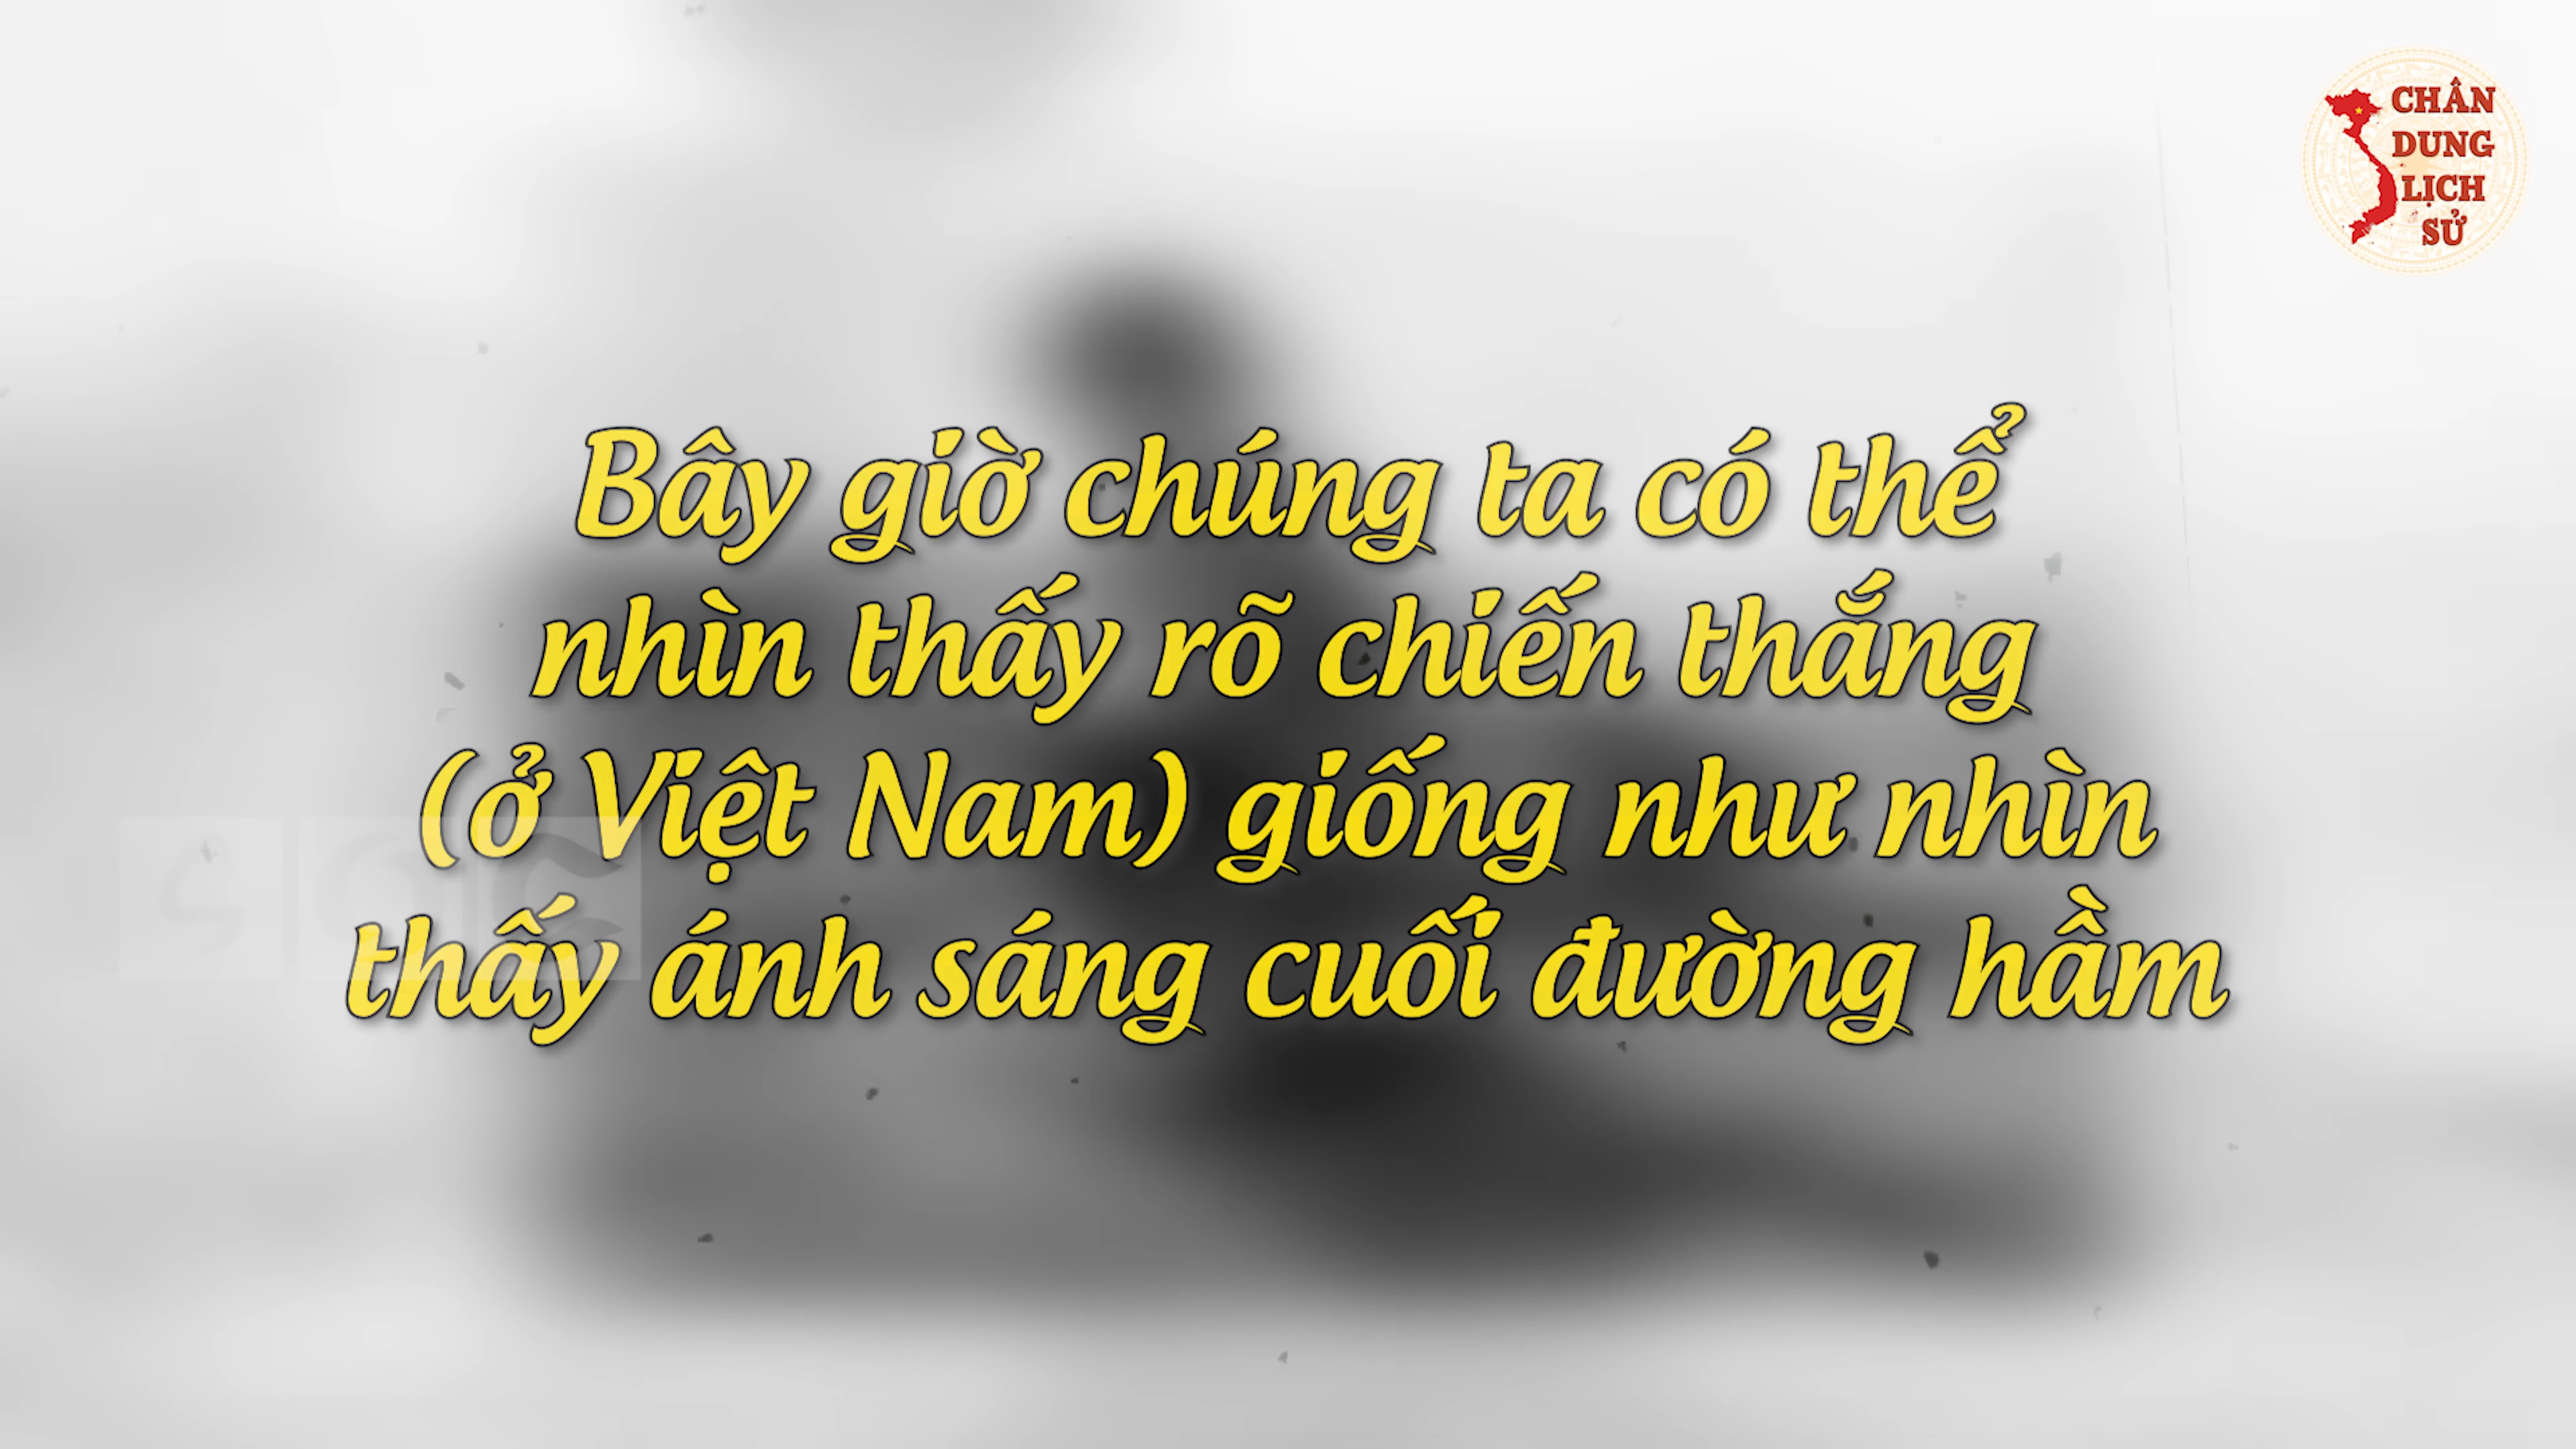 CHÂN
DUNG
LỊCH
SỬ
Bây giờ chúng ta có thể
nhìn thấy rõ chiến thắng
(ở Việt Nam) giống như nhìn
thấy ánh sáng cuối đường hầm